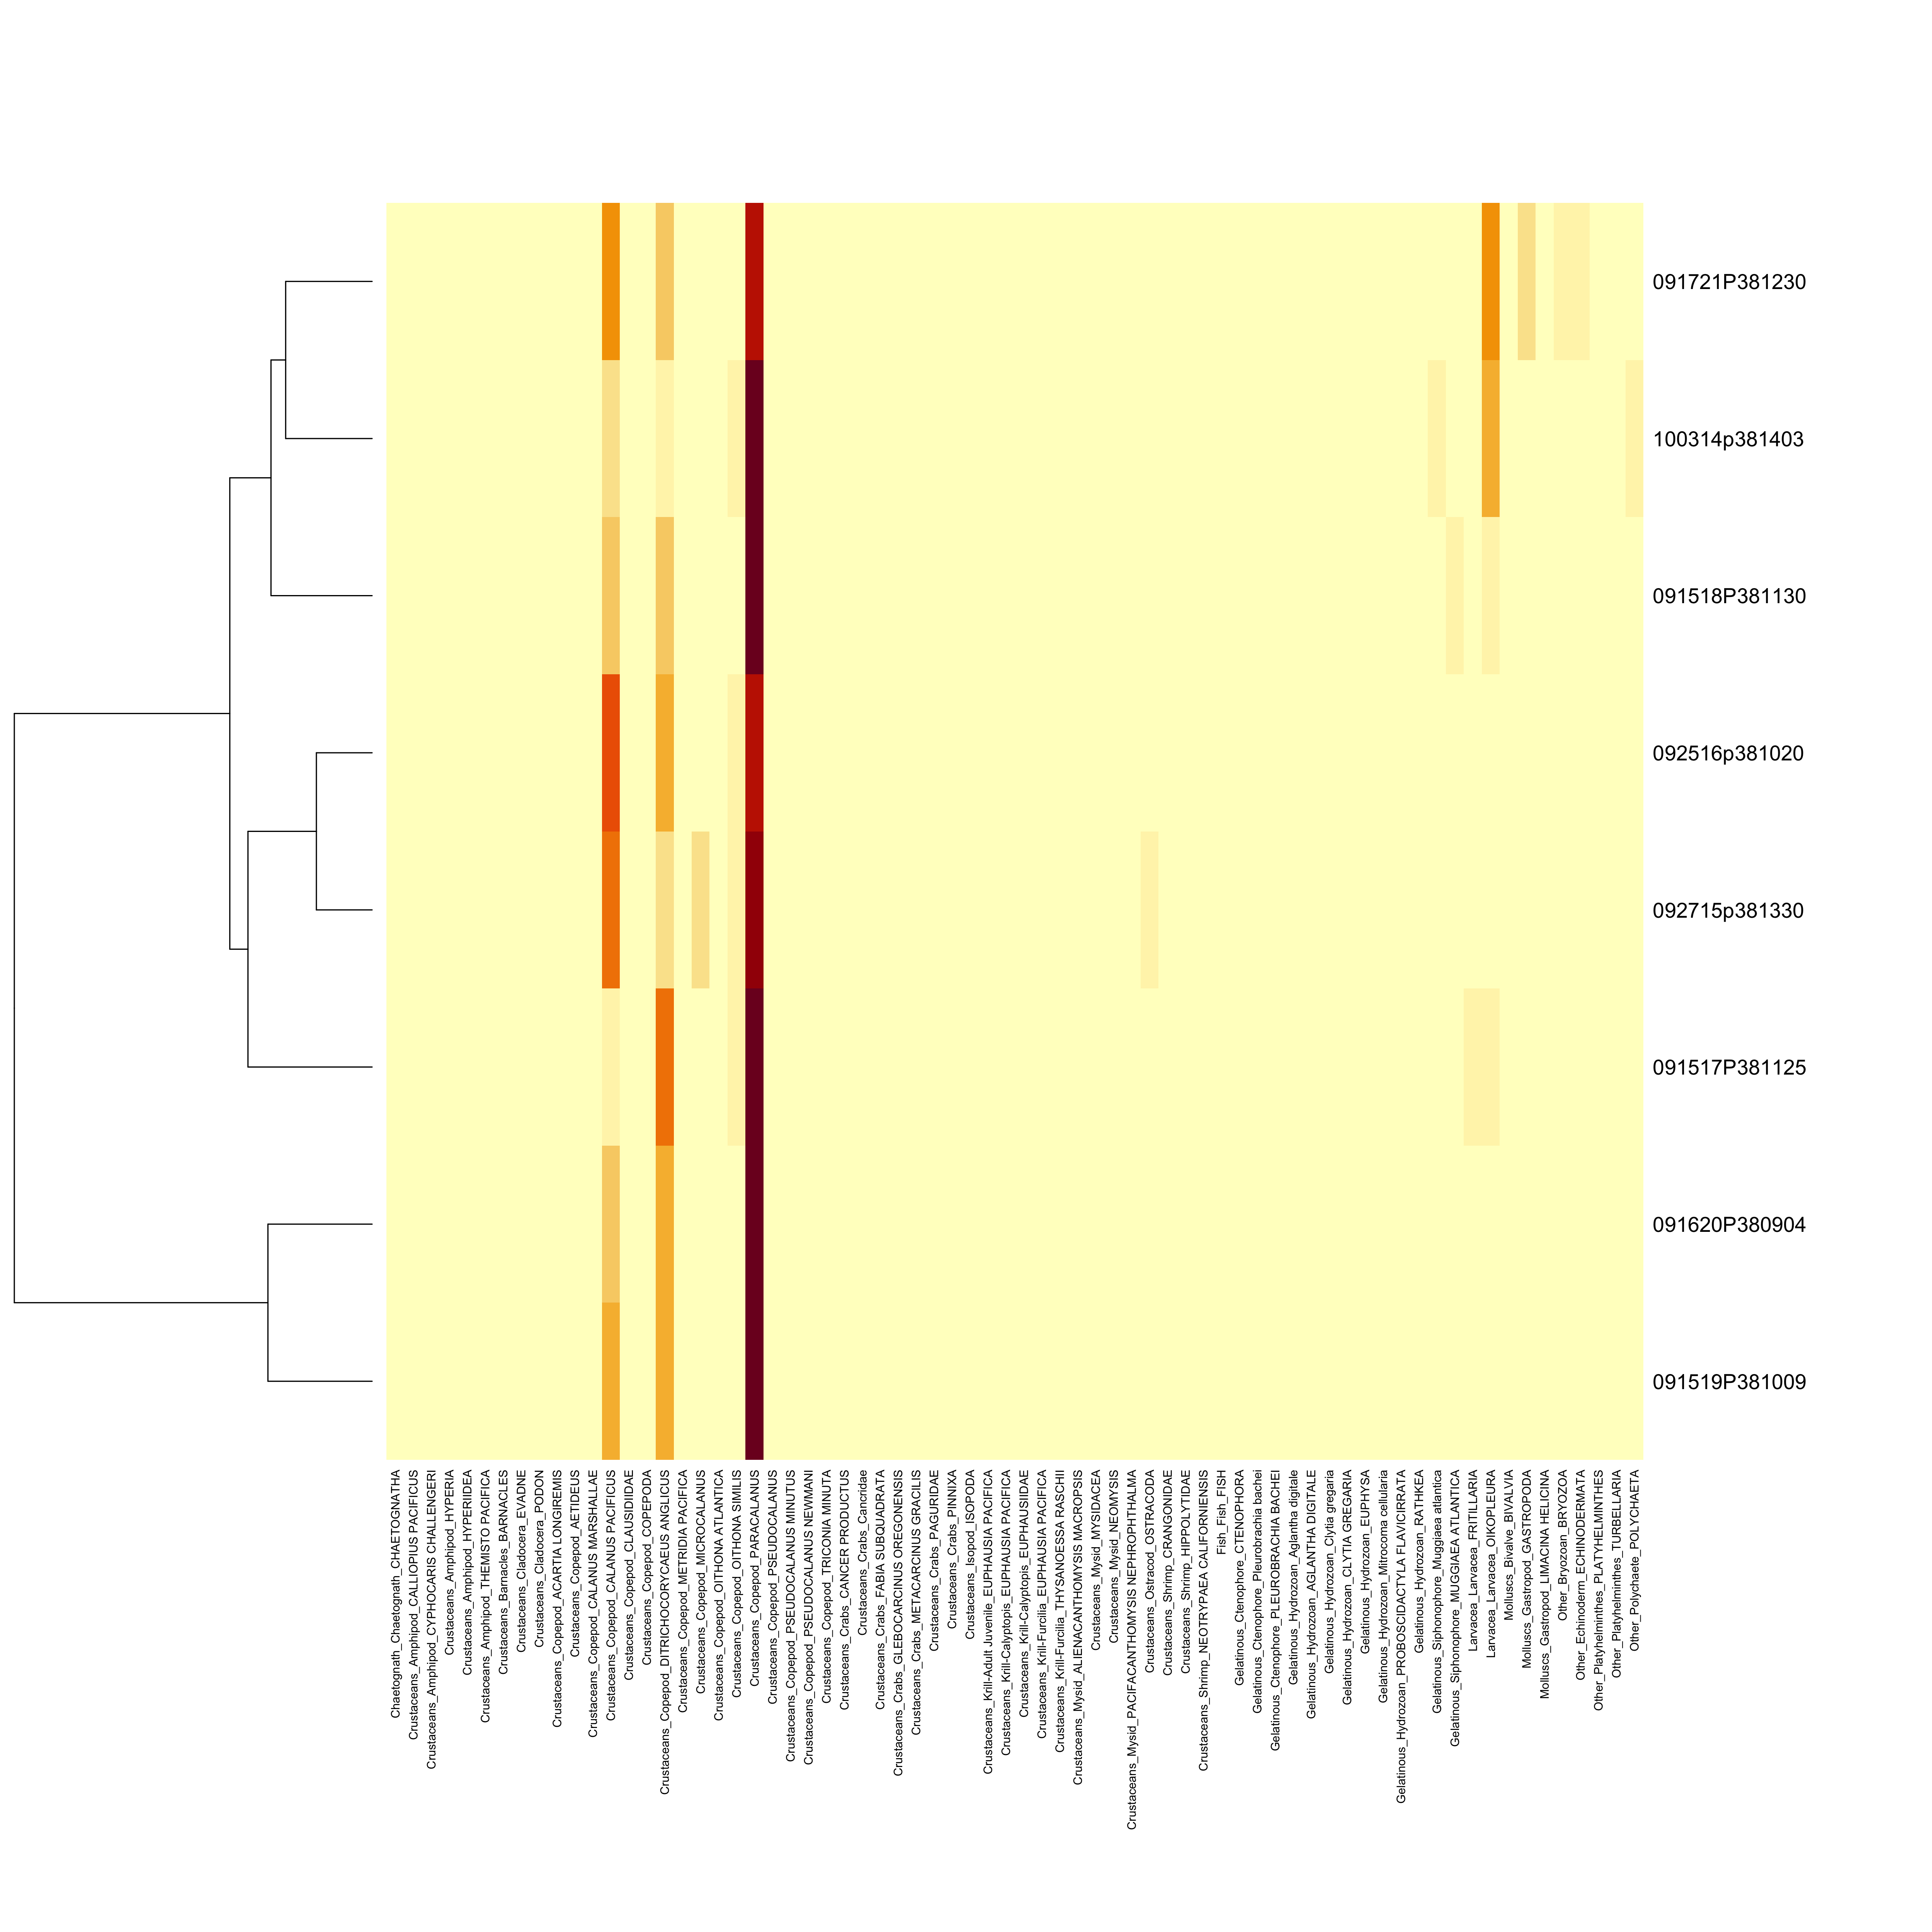 091721P381230
100314p381403
091518P381130
092516p381020
092715p381330
091517P381125
091620P380904
091519P381009
Chaetognath_Chaetognath_CHAETOGNATHA
Crustaceans_Amphipod_CALLIOPIUS PACIFICUS
Crustaceans_Amphipod_CYPHOCARIS CHALLENGERI
Crustaceans_Amphipod_HYPERIA
Crustaceans_Amphipod_HYPERIIDEA
Crustaceans_Amphipod_THEMISTO PACIFICA
Crustaceans_Barnacles_BARNACLES
Crustaceans_Cladocera_EVADNE
Crustaceans_Cladocera_PODON
Crustaceans_Copepod_ACARTIA LONGIREMIS
Crustaceans_Copepod_AETIDEUS
Crustaceans_Copepod_CALANUS MARSHALLAE
Crustaceans_Copepod_CALANUS PACIFICUS
Crustaceans_Copepod_CLAUSIDIIDAE
Crustaceans_Copepod_COPEPODA
Crustaceans_Copepod_DITRICHOCORYCAEUS ANGLICUS
Crustaceans_Copepod_METRIDIA PACIFICA
Crustaceans_Copepod_MICROCALANUS
Crustaceans_Copepod_OITHONA ATLANTICA
Crustaceans_Copepod_OITHONA SIMILIS
Crustaceans_Copepod_PARACALANUS
Crustaceans_Copepod_PSEUDOCALANUS
Crustaceans_Copepod_PSEUDOCALANUS MINUTUS
Crustaceans_Copepod_PSEUDOCALANUS NEWMANI
Crustaceans_Copepod_TRICONIA MINUTA
Crustaceans_Crabs_CANCER PRODUCTUS
Crustaceans_Crabs_Cancridae
Crustaceans_Crabs_FABIA SUBQUADRATA
Crustaceans_Crabs_GLEBOCARCINUS OREGONENSIS
Crustaceans_Crabs_METACARCINUS GRACILIS
Crustaceans_Crabs_PAGURIDAE
Crustaceans_Crabs_PINNIXA
Crustaceans_Isopod_ISOPODA
Crustaceans_Krill-Adult Juvenile_EUPHAUSIA PACIFICA
Crustaceans_Krill-Calyptopis_EUPHAUSIA PACIFICA
Crustaceans_Krill-Calyptopis_EUPHAUSIIDAE
Crustaceans_Krill-Furcilia_EUPHAUSIA PACIFICA
Crustaceans_Krill-Furcilia_THYSANOESSA RASCHII
Crustaceans_Mysid_ALIENACANTHOMYSIS MACROPSIS
Crustaceans_Mysid_MYSIDACEA
Crustaceans_Mysid_NEOMYSIS
Crustaceans_Mysid_PACIFACANTHOMYSIS NEPHROPHTHALMA
Crustaceans_Ostracod_OSTRACODA
Crustaceans_Shrimp_CRANGONIDAE
Crustaceans_Shrimp_HIPPOLYTIDAE
Crustaceans_Shrimp_NEOTRYPAEA CALIFORNIENSIS
Fish_Fish_FISH
Gelatinous_Ctenophore_CTENOPHORA
Gelatinous_Ctenophore_Pleurobrachia bachei
Gelatinous_Ctenophore_PLEUROBRACHIA BACHEI
Gelatinous_Hydrozoan_Aglantha digitale
Gelatinous_Hydrozoan_AGLANTHA DIGITALE
Gelatinous_Hydrozoan_Clytia gregaria
Gelatinous_Hydrozoan_CLYTIA GREGARIA
Gelatinous_Hydrozoan_EUPHYSA
Gelatinous_Hydrozoan_Mitrocoma cellularia
Gelatinous_Hydrozoan_PROBOSCIDACTYLA FLAVICIRRATA
Gelatinous_Hydrozoan_RATHKEA
Gelatinous_Siphonophore_Muggiaea atlantica
Gelatinous_Siphonophore_MUGGIAEA ATLANTICA
Larvacea_Larvacea_FRITILLARIA
Larvacea_Larvacea_OIKOPLEURA
Molluscs_Bivalve_BIVALVIA
Molluscs_Gastropod_GASTROPODA
Molluscs_Gastropod_LIMACINA HELICINA
Other_Bryozoan_BRYOZOA
Other_Echinoderm_ECHINODERMATA
Other_Platyhelminthes_PLATYHELMINTHES
Other_Platyhelminthes_TURBELLARIA
Other_Polychaete_POLYCHAETA